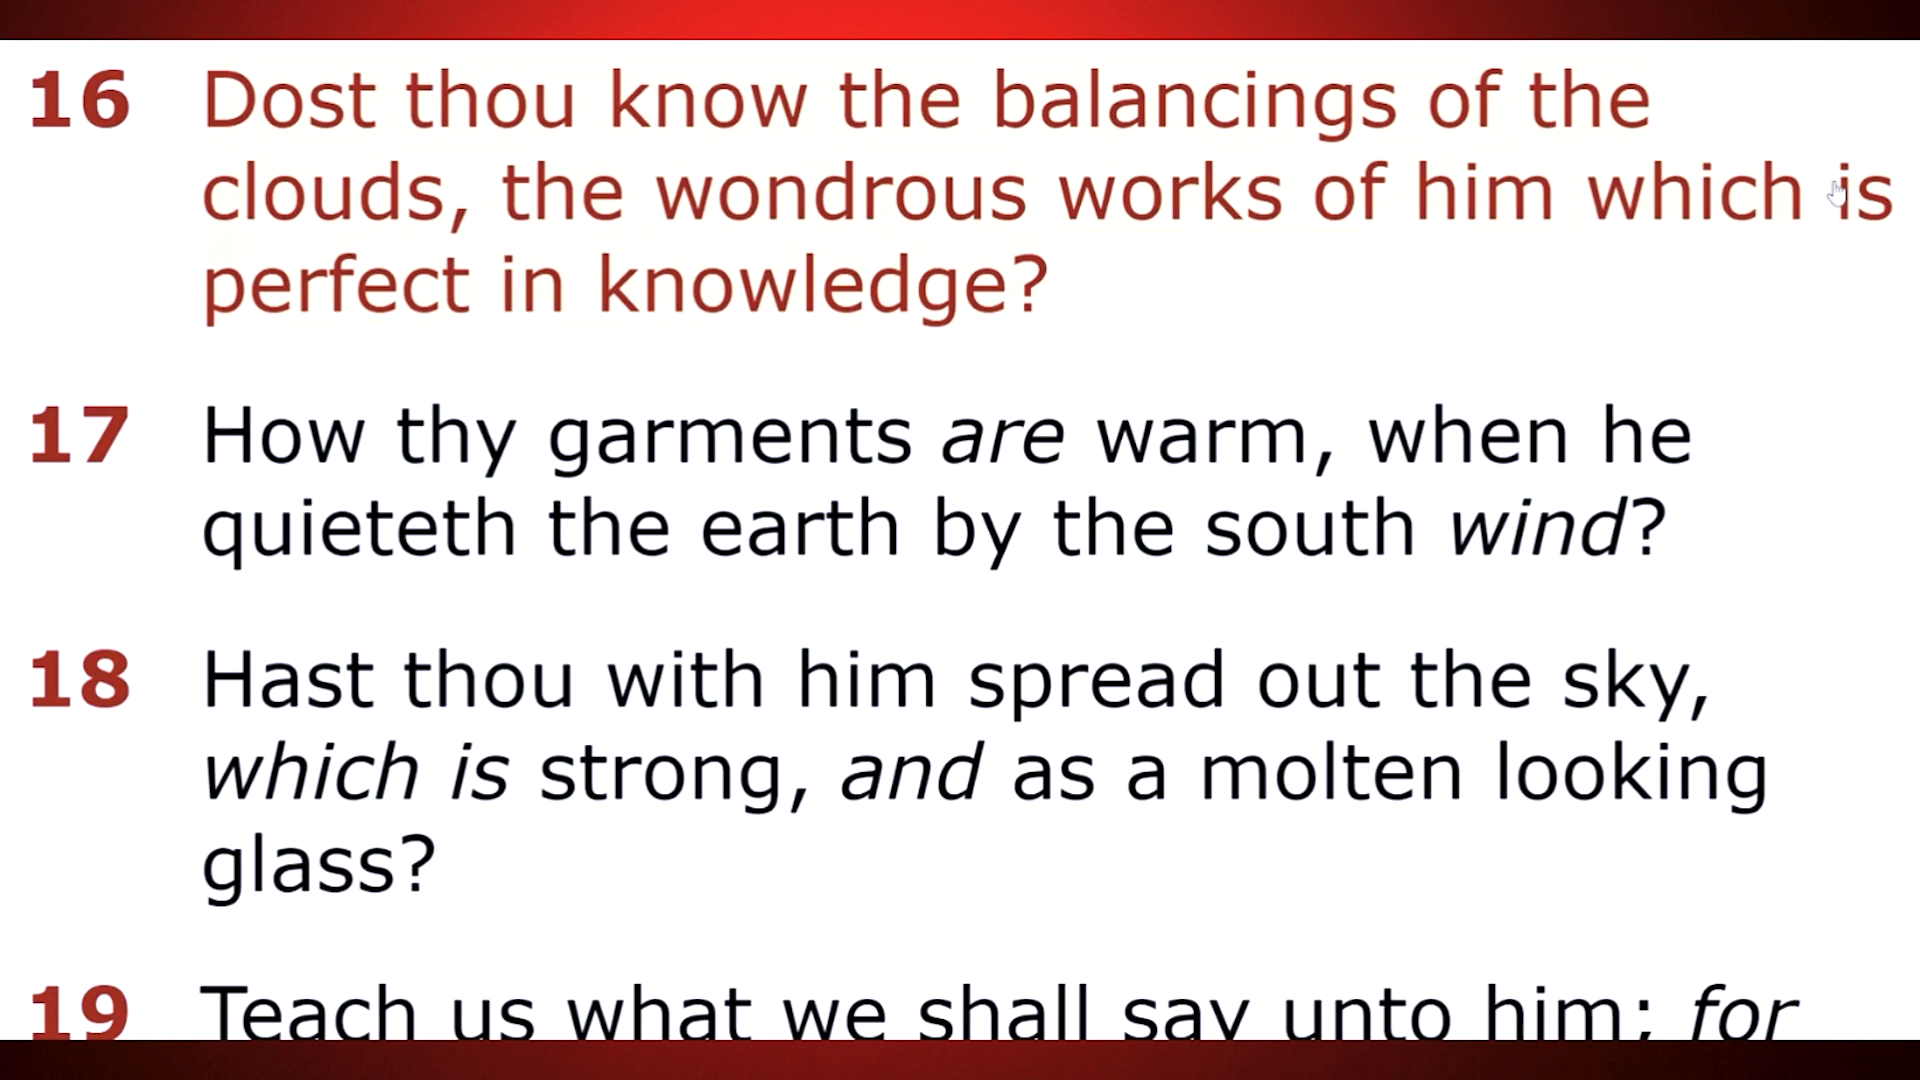 16 Dost thou know the balancings of the
clouds, the wondrous works of him which is
perfect in knowledge?
17 How thy garments are warm, when he
quieteth the earth by the south wind?
18 Hast thou with him spread out the sky,
which is strong, and as a molten looking
glass?
19 Teach us what we shall say unto him; for